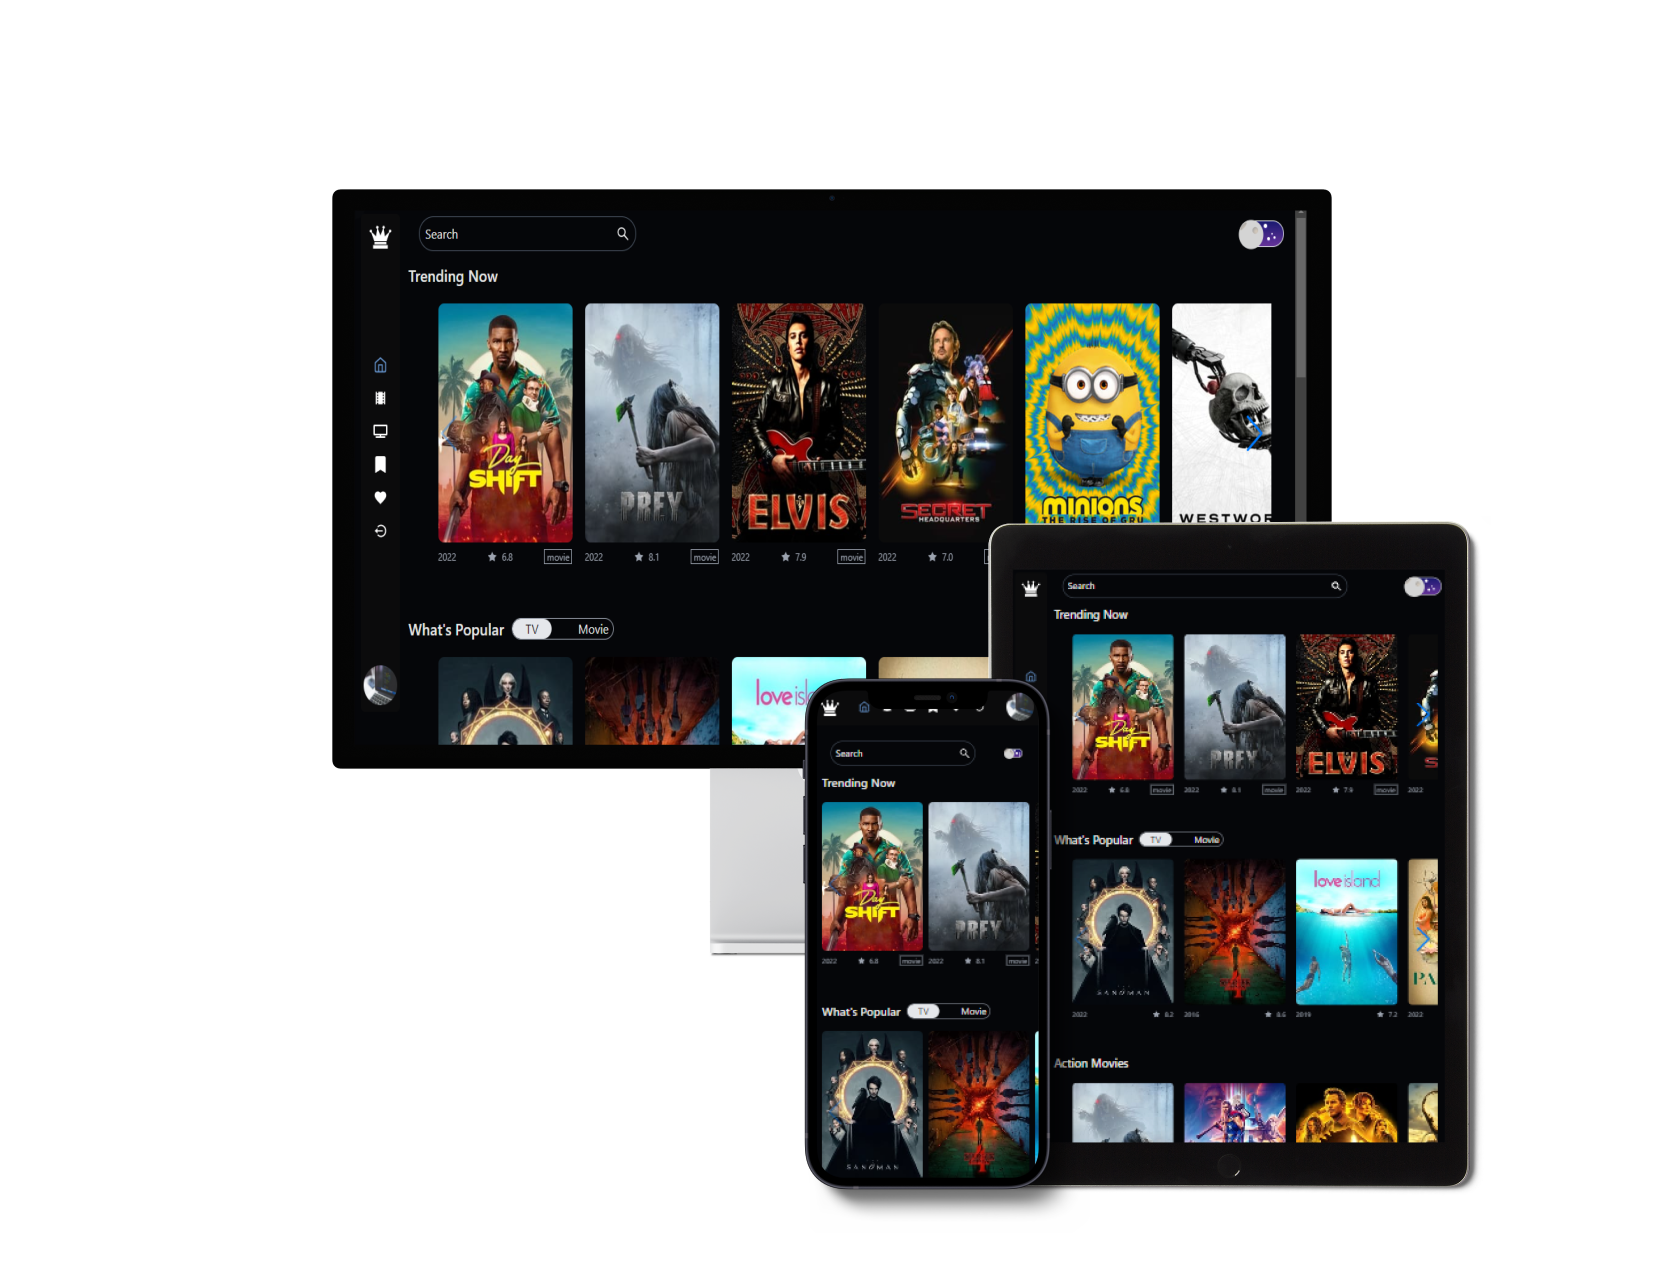 Search
Trending Now
Day
SHIFT
PREY
ELVIS
SECRET
HEADQUARTERS
MINIONS
THE RISE OF GRU
WESTWOR
2022 ★ 6.8 movie
2022 ★ 8.1 movie
2022 ★ 7.9 movie
2022 ★ 7.0
What's Popular TV Movie
love isl
Search
Trending Now
Day
SHIFT
PREY
ELVIS
S
2022 ★ 6.8 movie
2022 ★ 8.1 movie
2022 ★ 7.9 movie
2022
What's Popular TV Movie
SANDMAN
4
love island
PA
2022 ★ 8.2
2016 ★ 8.6
2019 ★ 7.2
2022
Action Movies
Search
Trending Now
Day
SHIFT
PREY
2022 ★ 6.8 movie
2022 ★ 8.1 movie
2
What's Popular TV Movie
SANDMAN
4